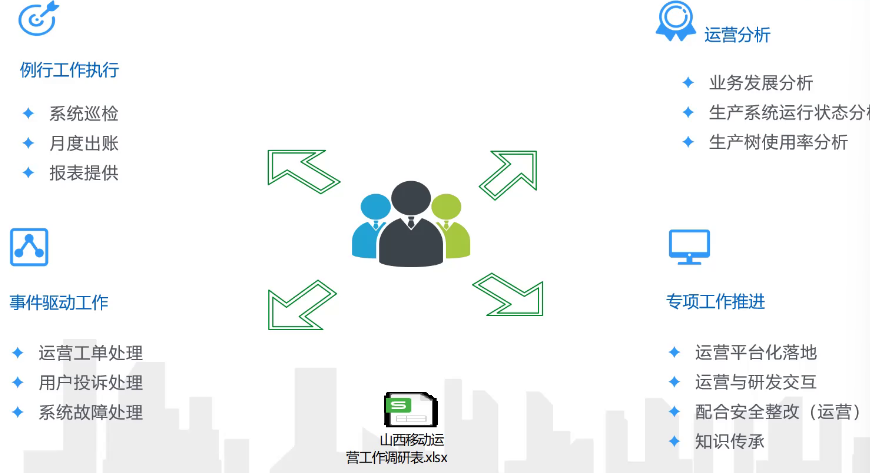 例行工作执行
系统巡检
月度出账
报表提供
运营分析
业务发展分析
生产系统运行状态分
生产树使用率分析
事件驱动工作
运营工单处理
用户投诉处理
系统故障处理
专项工作推进
运营平台化落地
运营与研发交互
配合安全整改（运营）
知识传承
S
山西移动运
营工作调研表.xlsx